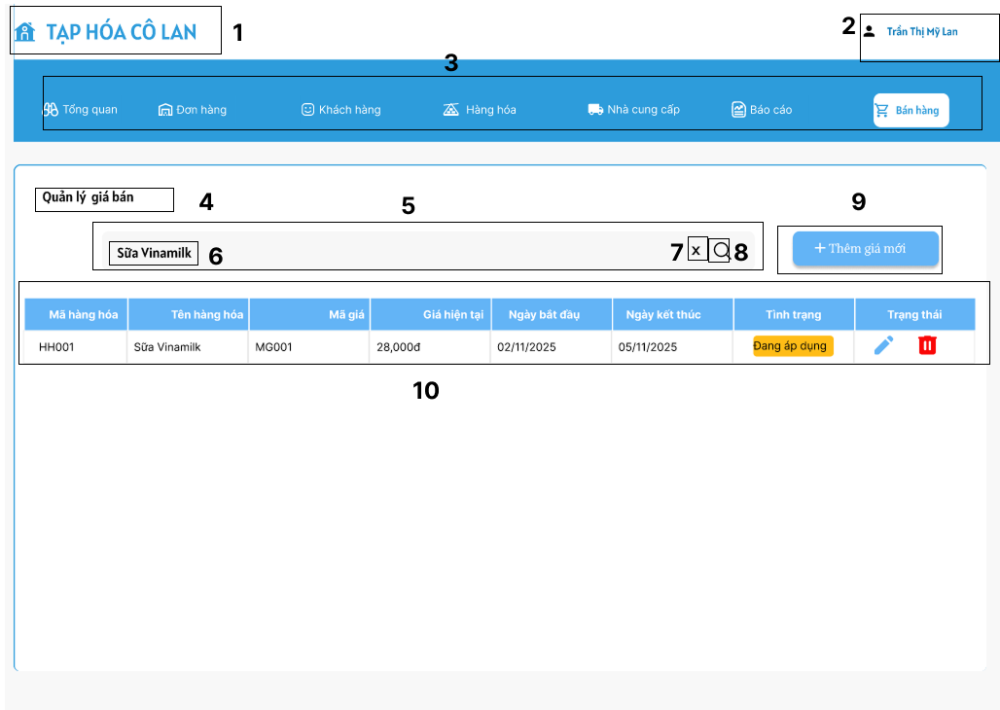 TẠP HÓA CÔ LAN
1
2
Trần Thị Mỹ Lan
3
Tổng quan
Đơn hàng
Khách hàng
Hàng hóa
Nhà cung cấp
Báo cáo
Bán hàng
Quản lý giá bán
4
5
9
Sữa Vinamilk
6
7
x
8
+ Thêm giá mới
Mã hàng hóa
Tên hàng hóa
Mã giá
Giá hiện tại
Ngày bắt đầu
Ngày kết thúc
Tình trạng
Trạng thái
HH001
Sữa Vinamilk
MG001
28,000đ
02/11/2025
05/11/2025
Đang áp dụng
10